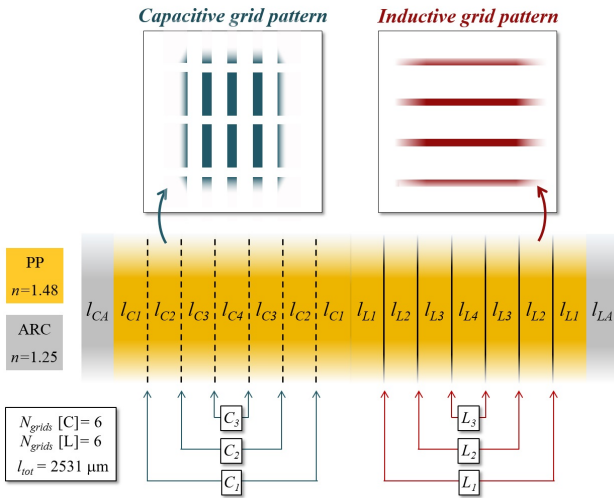 Capacitive grid pattern
Inductive grid pattern
PP
n=1.48
ARC
n=1.25
l_CA l_C1 l_C2 l_C3 l_C4 l_C3 l_C2 l_C1 l_L1 l_L2 l_L3 l_L4 l_L3 l_L2 l_L1 l_LA
C_3 L_3
C_2 L_2
C_1 L_1
N_grids [C]= 6
N_grids [L]= 6
l_tot = 2531 μm